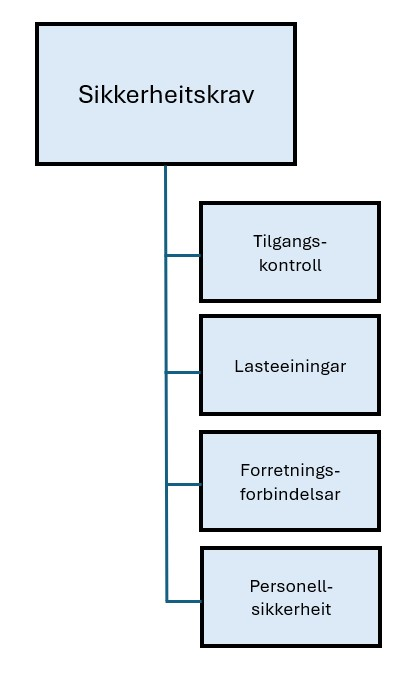 Sikkerheitskrav
Tilgangs-
kontroll
Lasteeiningar
Forretnings-
forbindelsar
Personell-
sikkerheit